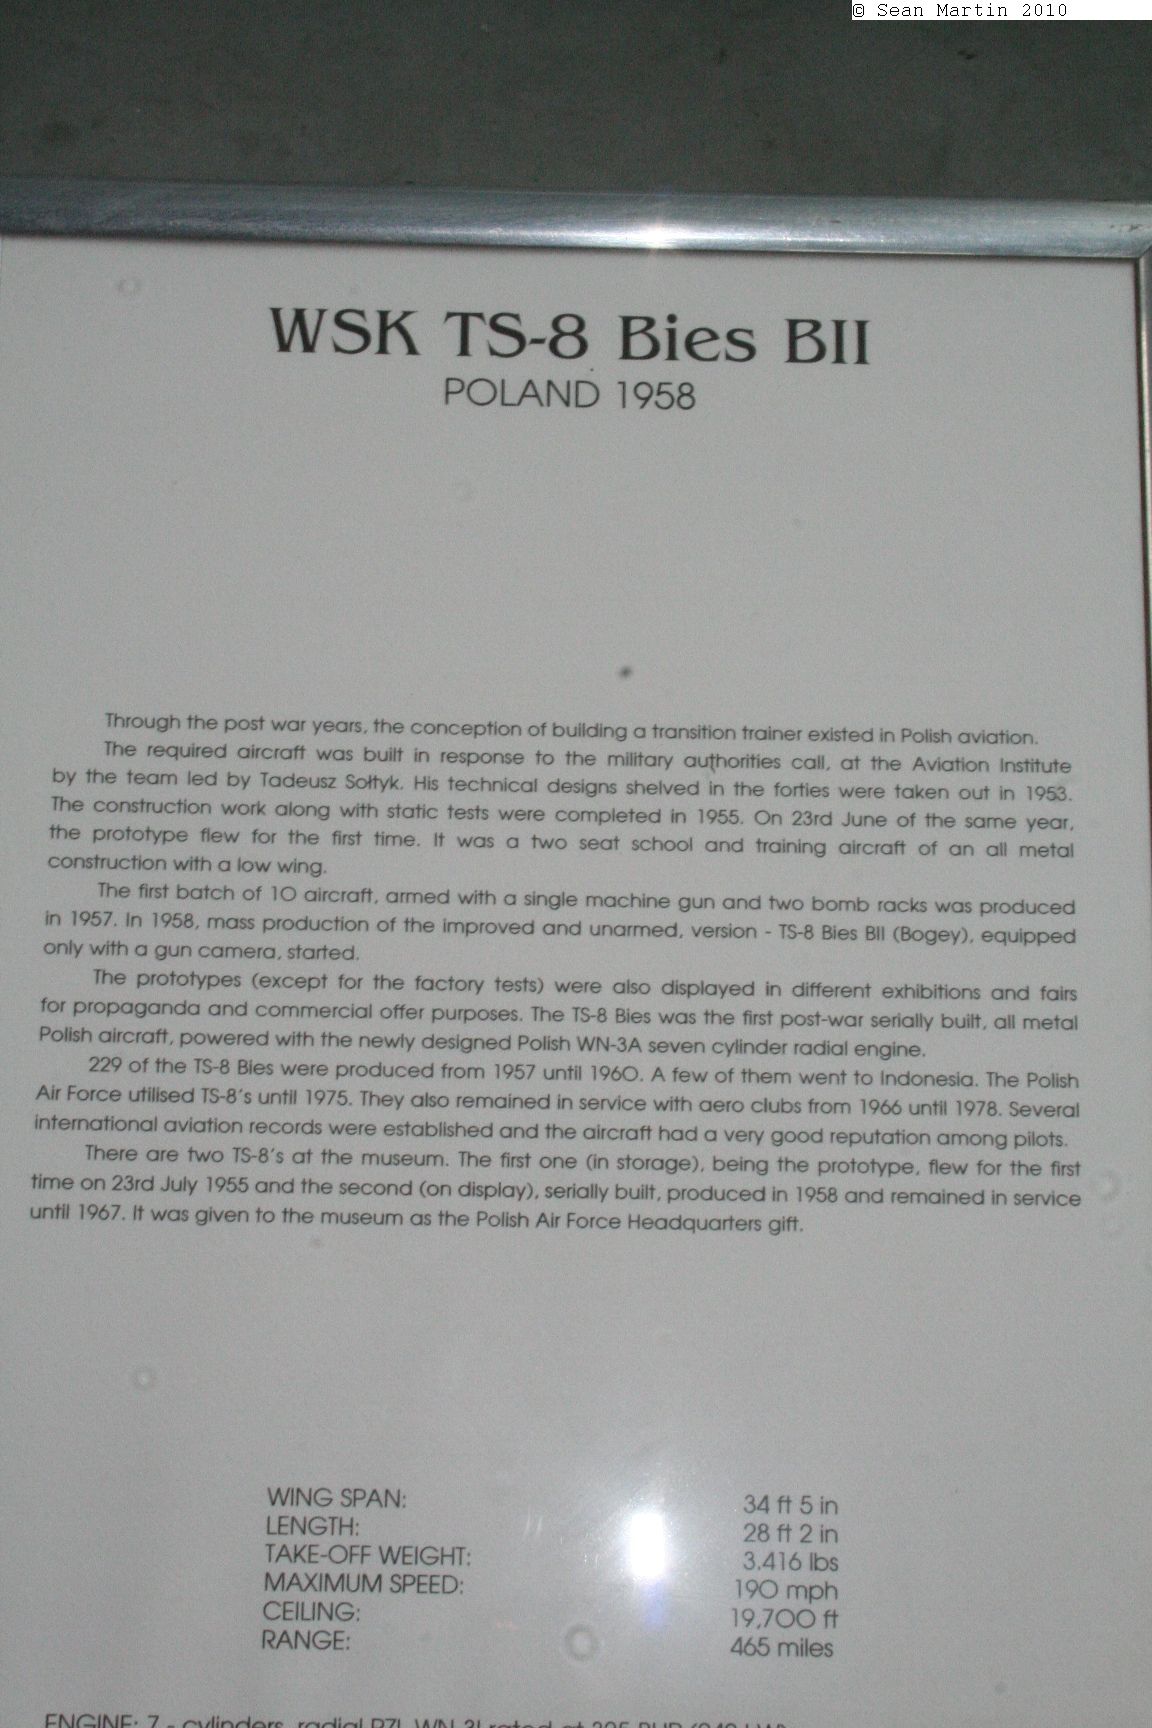 © Sean Martin 2010
WSK TS-8 Bies BII
POLAND 1958
Through the post war years, the conception of building a transition trainer existed in Polish aviation.
The required aircraft was built in response to the military authorities call, at the Aviation Institute
by the team led by Tadeusz Sołtyk. His technical designs shelved in the forties were taken out in 1953.
The construction work along with static tests were completed in 1955. On 23rd June of the same year,
the prototype flew for the first time. It was a two seat school and training aircraft of an all metal
construction with a low wing.
The first batch of 10 aircraft, armed with a single machine gun and two bomb racks was produced
in 1957. In 1958, mass production of the improved and unarmed, version - TS-8 Bies BII (Bogey), equipped
only with a gun camera, started.
The prototypes (except for the factory tests) were also displayed in different exhibitions and fairs
for propaganda and commercial offer purposes. The TS-8 Bies was the first post-war serially built, all metal
Polish aircraft, powered with the newly designed Polish WN-3A seven cylinder radial engine.
229 of the TS-8 Bies were produced from 1957 until 1960. A few of them went to Indonesia. The Polish
Air Force utilised TS-8's until 1975. They also remained in service with aero clubs from 1966 until 1978. Several
international aviation records were established and the aircraft had a very good reputation among pilots.
There are two TS-8's at the museum. The first one (in storage), being the prototype, flew for the first
time on 23rd July 1955 and the second (on display), serially built, produced in 1958 and remained in service
until 1967. It was given to the museum as the Polish Air Force Headquarters gift.
WING SPAN: 34 ft 5 in
LENGTH: 28 ft 2 in
TAKE-OFF WEIGHT: 3,416 lbs
MAXIMUM SPEED: 190 mph
CEILING: 19,700 ft
RANGE: 465 miles
ENGINE: 7 - cylinders, radial PZL WN-3 rated at